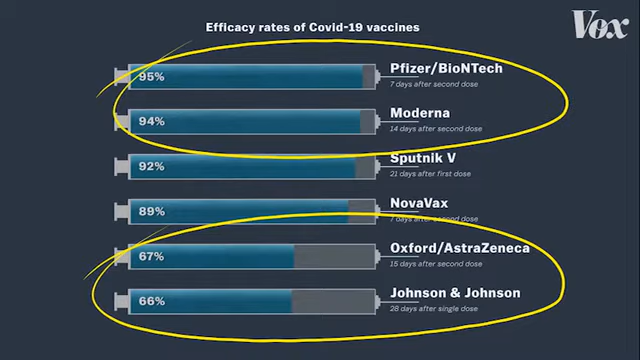 Efficacy rates of Covid-19 vaccines
Vox
95%
Pfizer/BioNTech
7 days after second dose
94%
Moderna
14 days after second dose
92%
Sputnik V
21 days after first dose
89%
NovaVax
7 days after second dose
67%
Oxford/AstraZeneca
15 days after second dose
66%
Johnson & Johnson
28 days after single dose